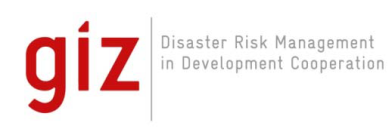 giz
Disaster Risk Management
in Development Cooperation